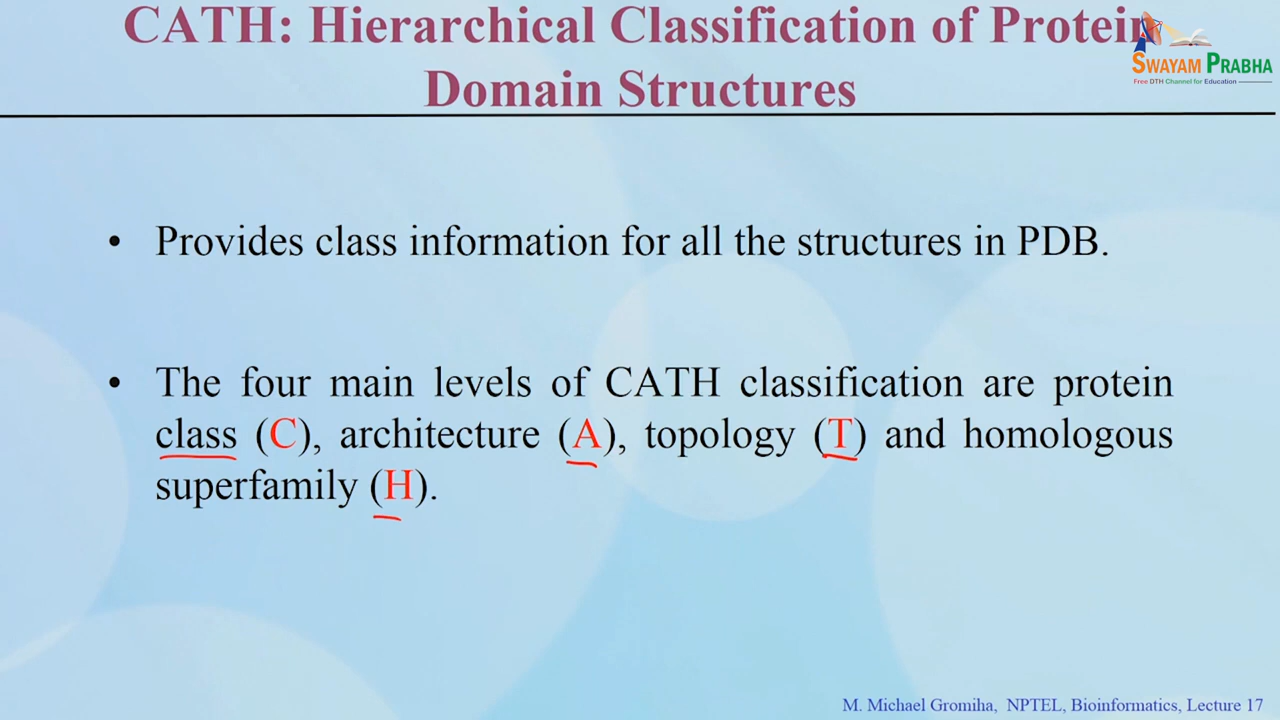 CATH: Hierarchical Classification of Protein
Domain Structures
SWAYAM PRABHA
Free DTH Channel for Education
• Provides class information for all the structures in PDB.
• The four main levels of CATH classification are protein
class (C), architecture (A), topology (T) and homologous
superfamily (H).
M. Michael Gromiha, NPTEL, Bioinformatics, Lecture 17